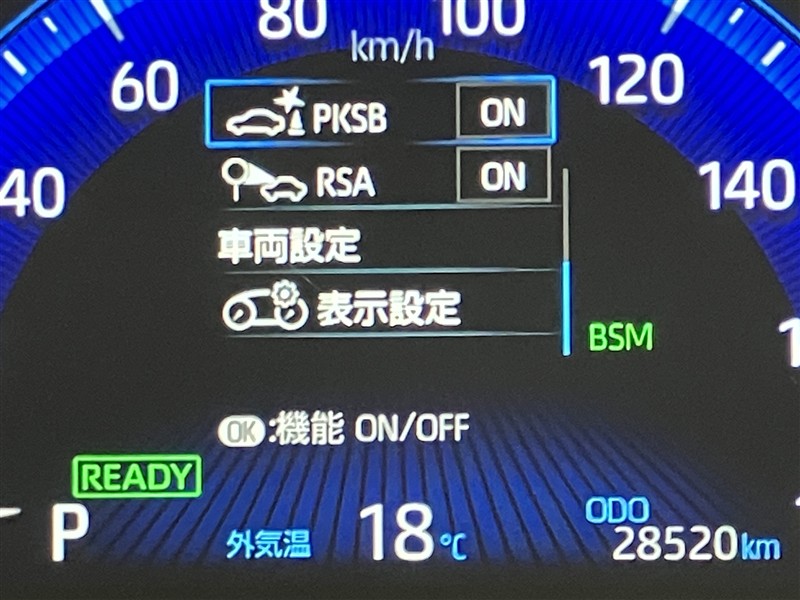 80 100
km/h
60 120
PKSB ON
40 RSA ON 140
車両設定
表示設定
BSM
OK:機能 ON/OFF
READY
P 外気温 18℃
ODO
28520km